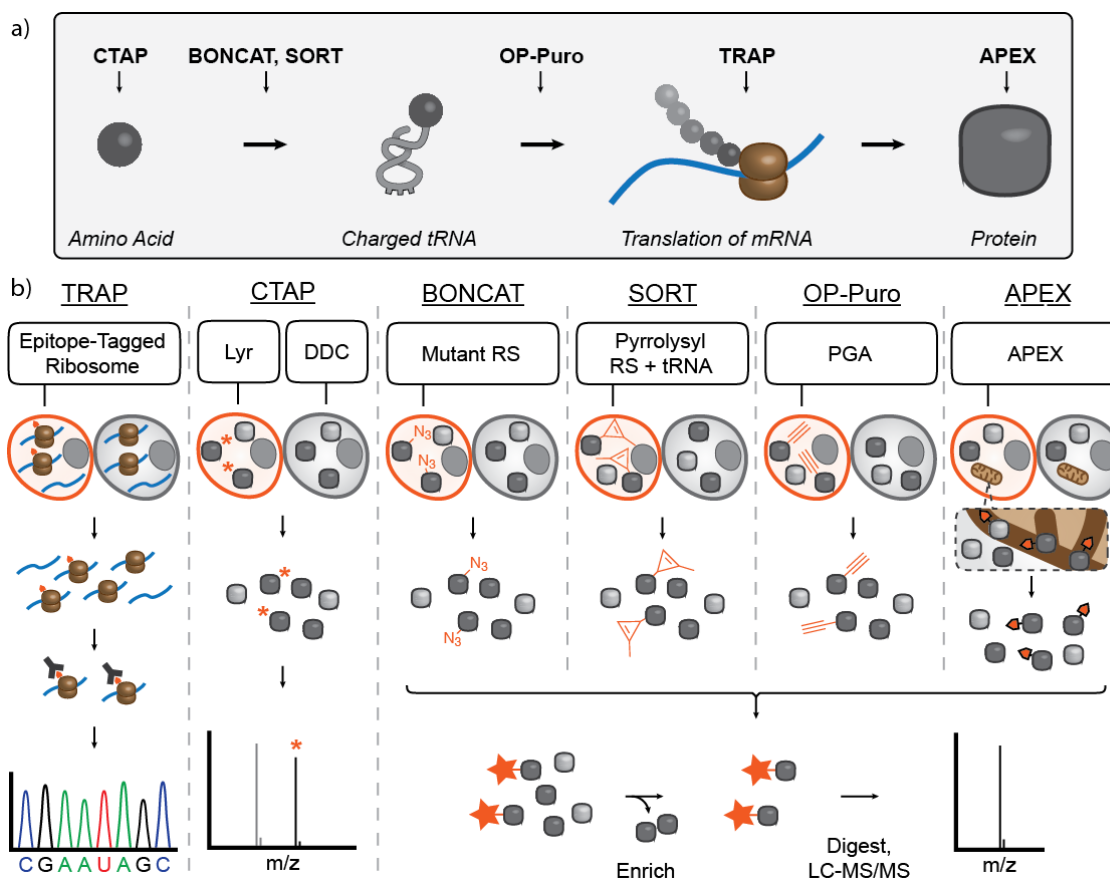 a)
CTAP
BONCAT, SORT
OP-Puro
TRAP
APEX
Amino Acid
Charged tRNA
Translation of mRNA
Protein
b)
TRAP
CTAP
BONCAT
SORT
OP-Puro
APEX
Epitope-Tagged
Ribosome
Lyr
DDC
Mutant RS
Pyrrolysyl
RS + tRNA
PGA
APEX
*
*
N3
N3
*
*
N3
N3
*
CGAAUAGC
m/z
Enrich
Digest,
LC-MS/MS
m/z